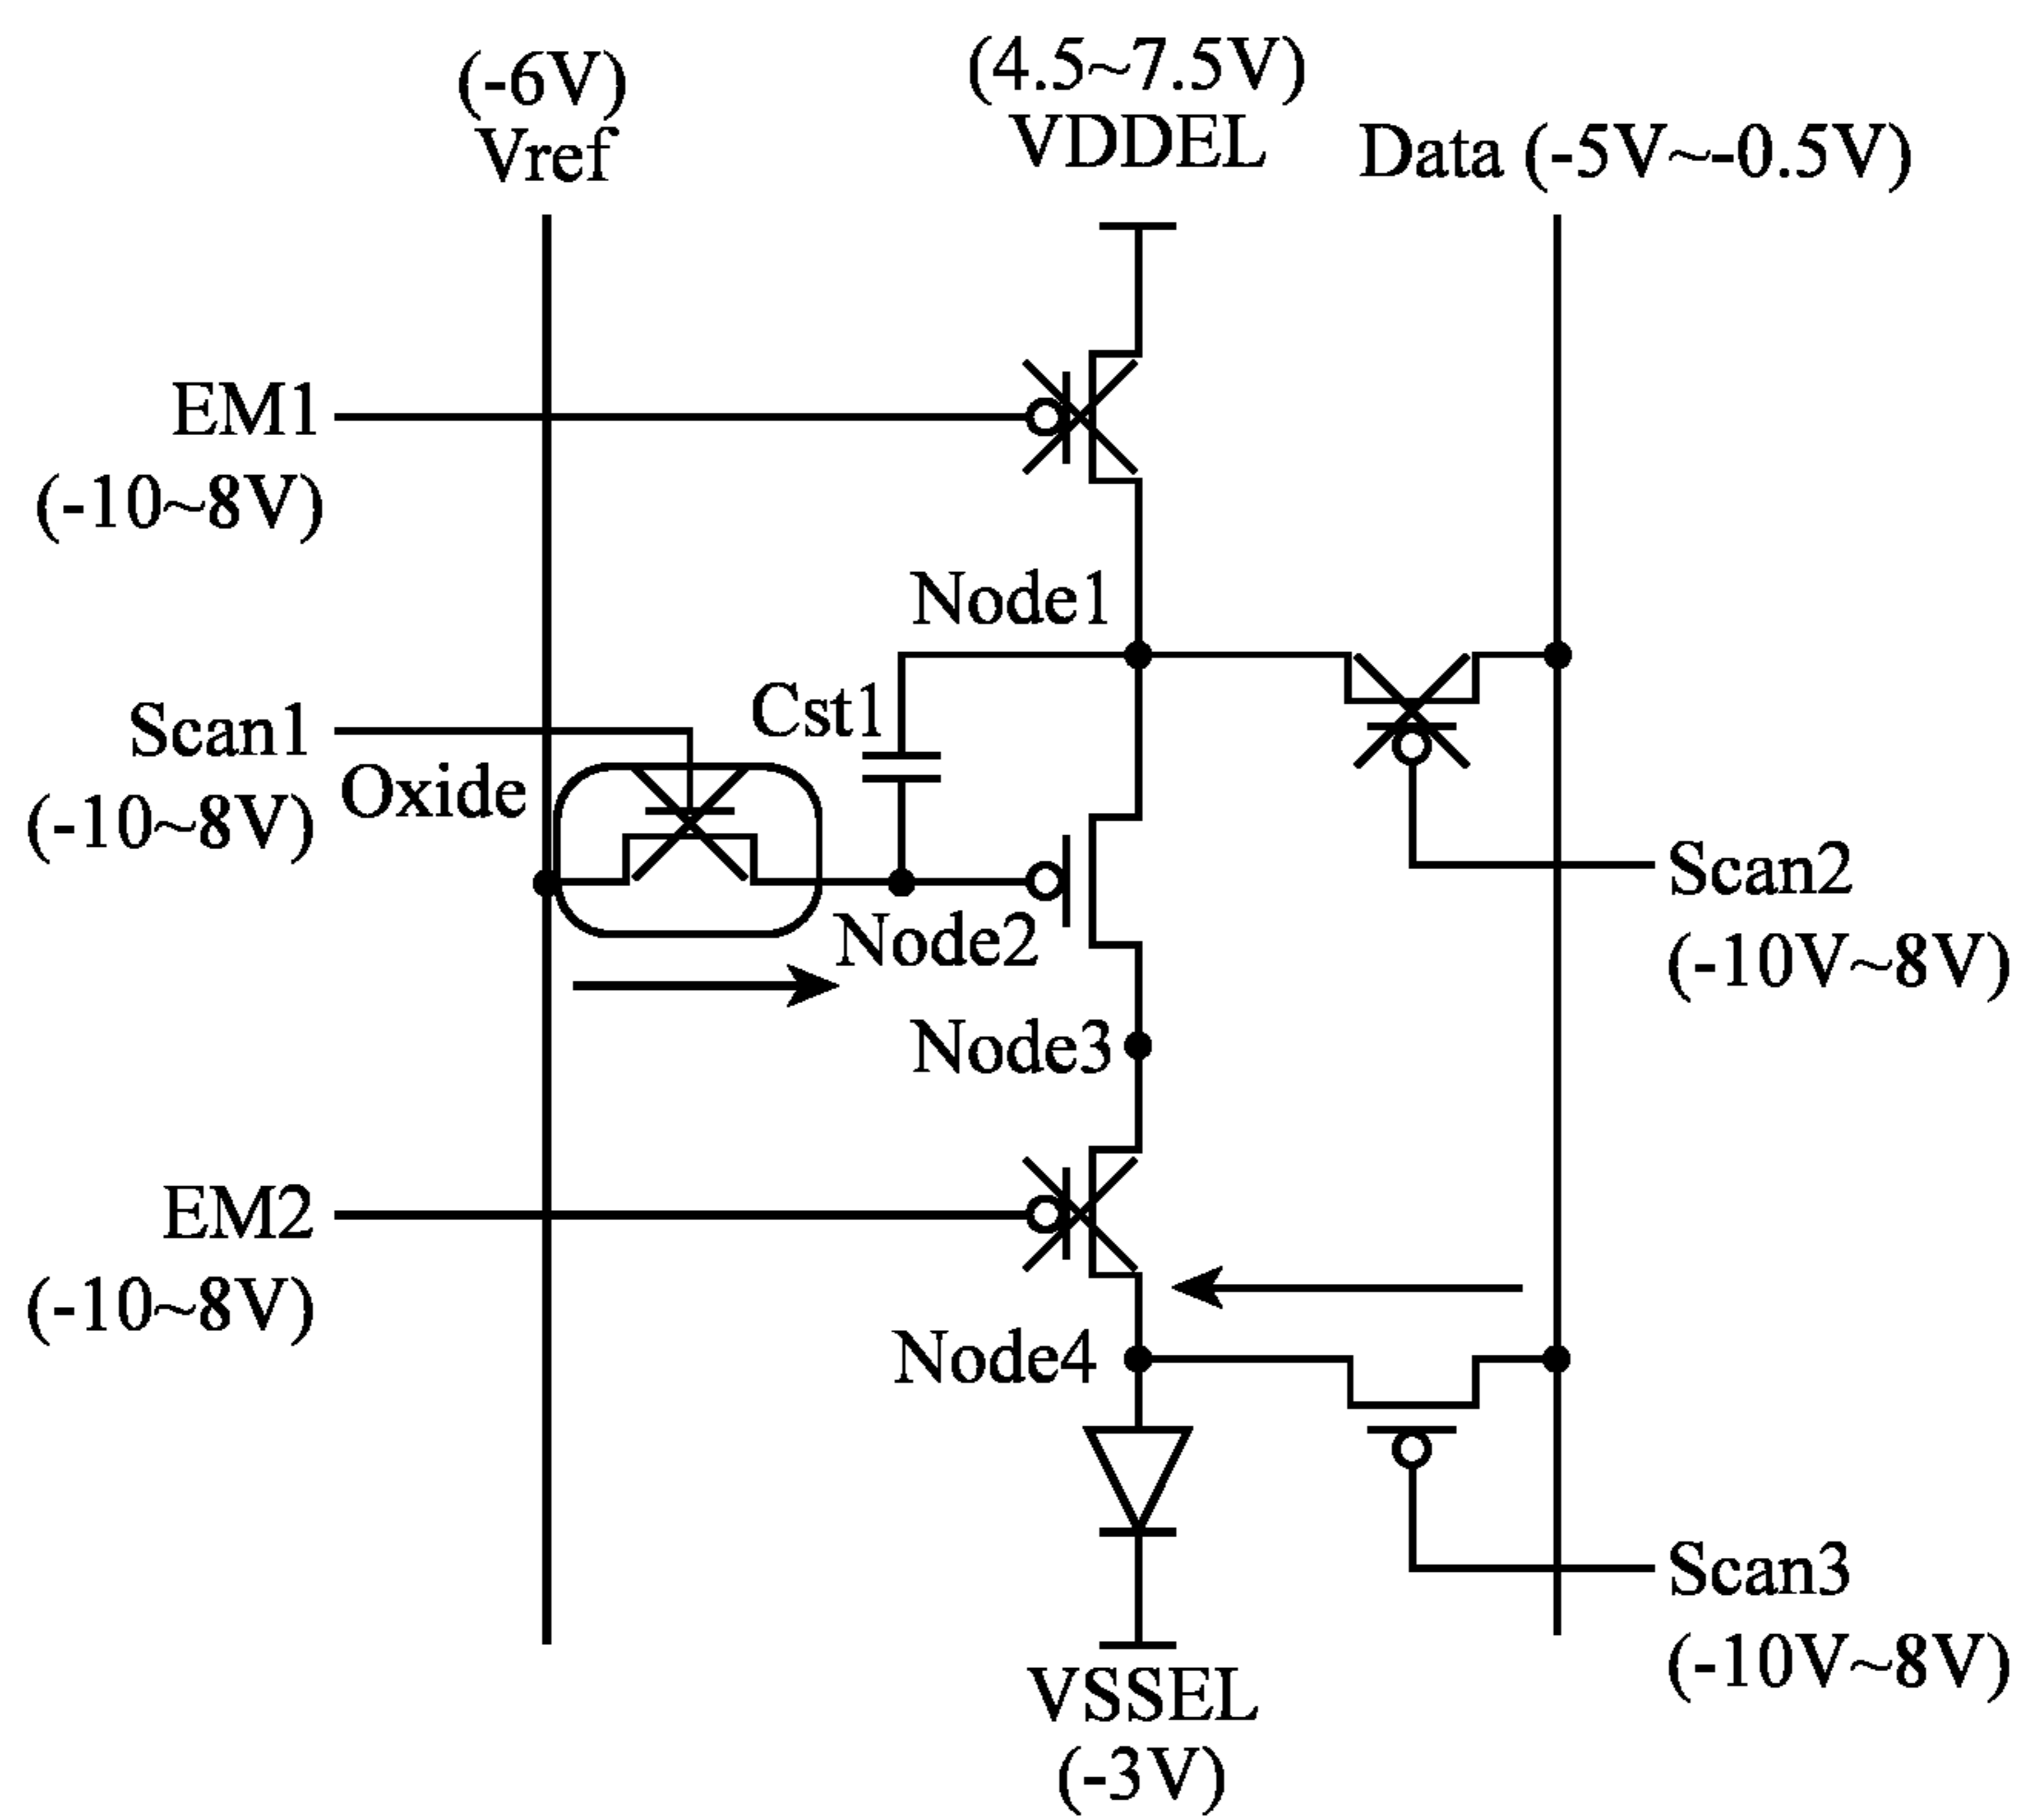 (-6V)
Vref
(4.5~7.5V)
VDDEL
Data (-5V~-0.5V)
EM1
(-10~8V)
Node1
Scan1
(-10~8V)
Oxide
Cst1
Node2
Scan2
(-10V~8V)
Node3
EM2
(-10~8V)
Node4
Scan3
(-10V~8V)
VSSEL
(-3V)